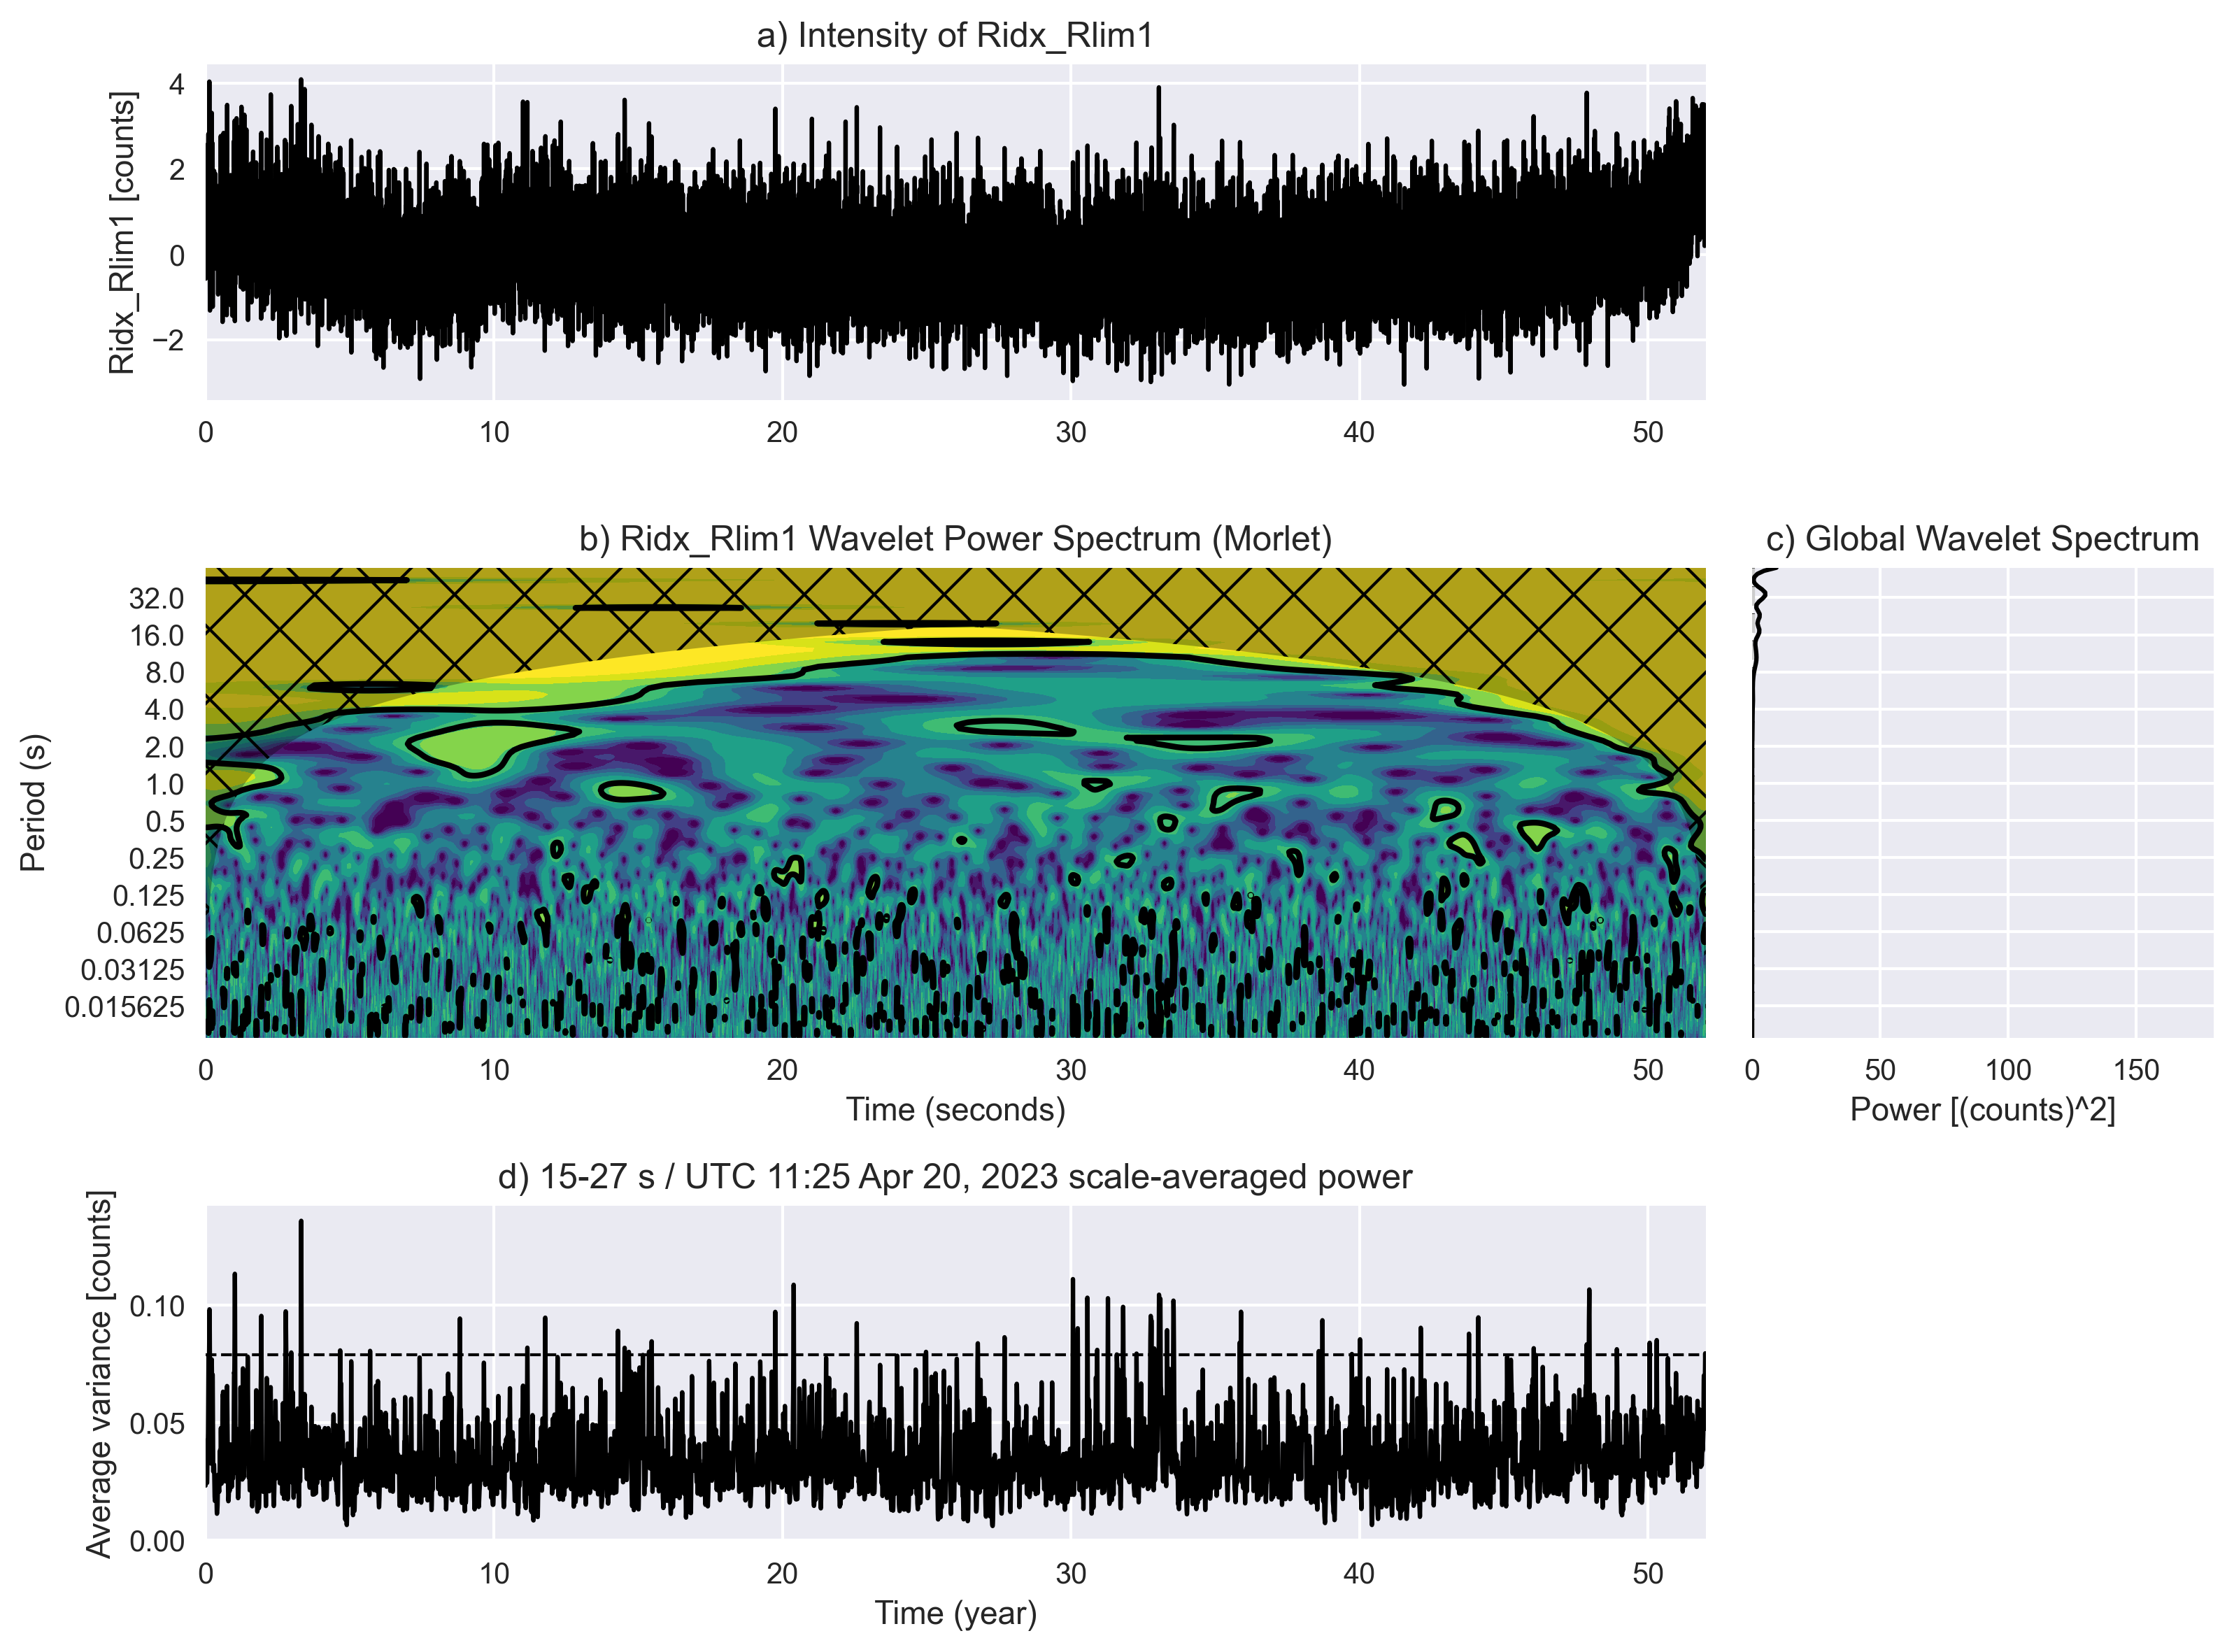 a) Intensity of Ridx_Rlim1
Ridx_Rlim1 [counts]
4
2
0
−2
0 10 20 30 40 50
b) Ridx_Rlim1 Wavelet Power Spectrum (Morlet)
Period (s)
32.0
16.0
8.0
4.0
2.0
1.0
0.5
0.25
0.125
0.0625
0.03125
0.015625
0 10 20 30 40 50
Time (seconds)
c) Global Wavelet Spectrum
0 50 100 150
Power [(counts)^2]
d) 15-27 s / UTC 11:25 Apr 20, 2023 scale-averaged power
Average variance [counts]
0.10
0.05
0.00
0 10 20 30 40 50
Time (year)